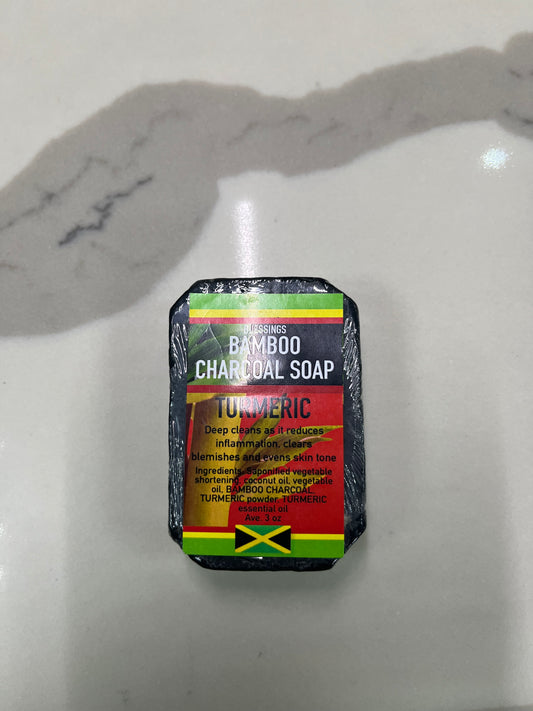 BLESSINGS
BAMBOO
CHARCOAL SOAP
TURMERIC
Deep cleans as it reduces
inflammation, clears
blemishes and evens skin tone
Ingredients: Saponified vegetable
shortening, coconut oil, vegetable
oil, BAMBOO CHARCOAL,
TURMERIC powder, TURMERIC
essential oil
Ave. 3 oz